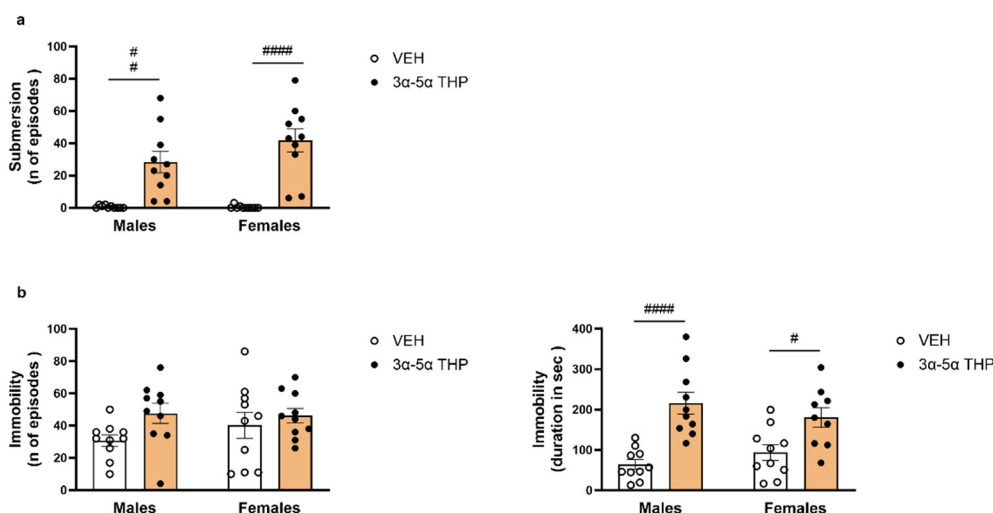 a
Submersion
(n of episodes )
100
80
60
40
20
0
#
#
####
VEH
3α-5α THP
Males
Females
b
Immobility
(n of episodes )
100
80
60
40
20
0
VEH
3α-5α THP
Males
Females
Immobility
(duration in sec)
400
300
200
100
0
####
#
VEH
3α-5α THP
Males
Females